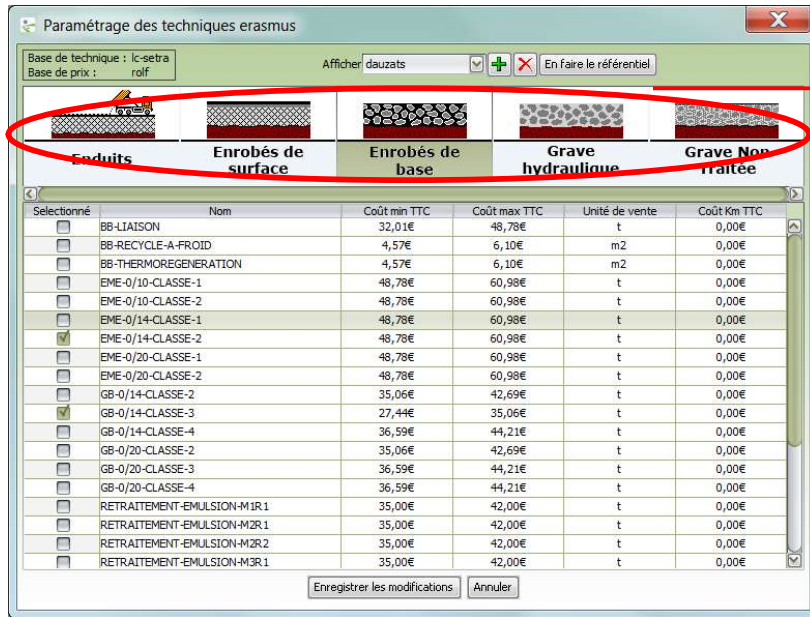 Paramétrage des techniques erasmus
Base de technique : lc-setra
Base de prix : rolf
Afficher dauzats En faire le référentiel
Enduits Enrobés de surface Enrobés de base Grave hydraulique Grave Non Traitée
Selectionné Nom Coût min TTC Coût max TTC Unité de vente Coût Km TTC
BB-LIAISON 32,01€ 48,78€ t 0,00€
BB-RECYCLE-A-FROID 4,57€ 6,10€ m2 0,00€
BB-THERMOREGENERATION 4,57€ 6,10€ m2 0,00€
EME-0/10-CLASSE-1 48,78€ 60,98€ t 0,00€
EME-0/10-CLASSE-2 48,78€ 60,98€ t 0,00€
EME-0/14-CLASSE-1 48,78€ 60,98€ t 0,00€
EME-0/14-CLASSE-2 48,78€ 60,98€ t 0,00€
EME-0/20-CLASSE-1 48,78€ 60,98€ t 0,00€
EME-0/20-CLASSE-2 48,78€ 60,98€ t 0,00€
GB-0/14-CLASSE-2 35,06€ 42,69€ t 0,00€
GB-0/14-CLASSE-3 27,44€ 35,06€ t 0,00€
GB-0/14-CLASSE-4 36,59€ 44,21€ t 0,00€
GB-0/20-CLASSE-2 35,06€ 42,69€ t 0,00€
GB-0/20-CLASSE-3 36,59€ 44,21€ t 0,00€
GB-0/20-CLASSE-4 36,59€ 44,21€ t 0,00€
RETRAITEMENT-EMULSION-M1R1 35,00€ 42,00€ t 0,00€
RETRAITEMENT-EMULSION-M2R1 35,00€ 42,00€ t 0,00€
RETRAITEMENT-EMULSION-M2R2 35,00€ 42,00€ t 0,00€
RETRAITEMENT-EMULSION-M3R1 35,00€ 42,00€ t 0,00€
Enregistrer les modifications Annuler